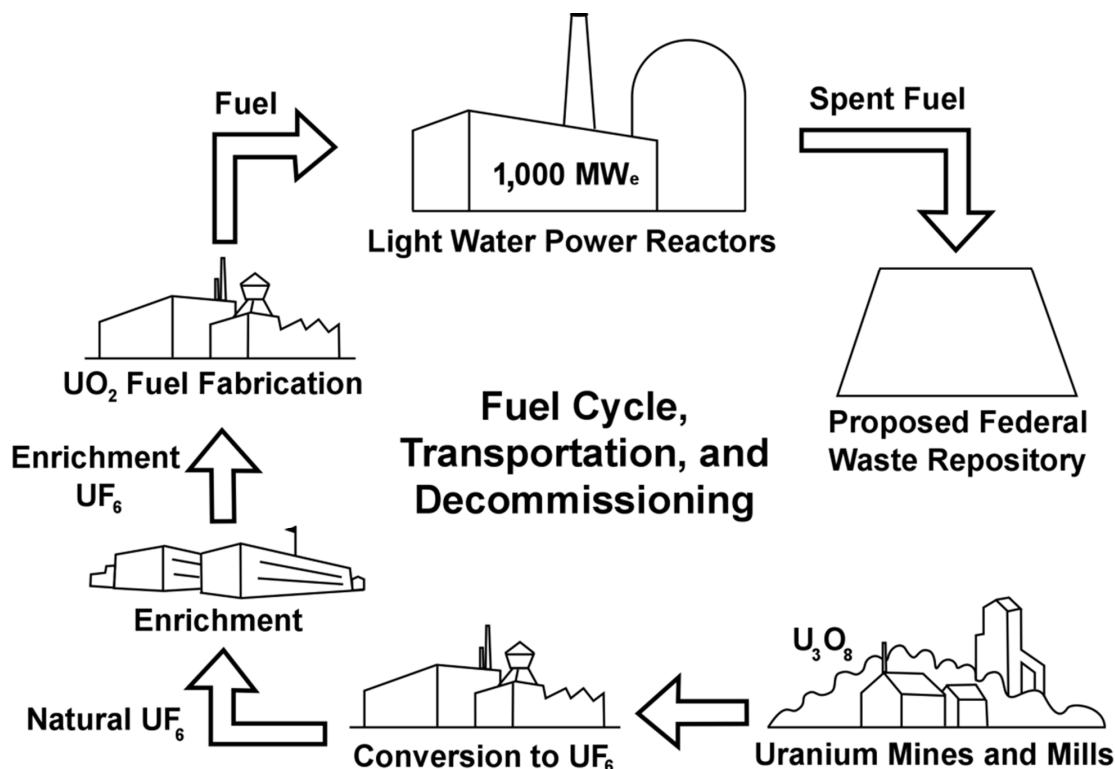 Fuel
Spent Fuel
1,000 MWₑ
Light Water Power Reactors
UO₂ Fuel Fabrication
Fuel Cycle,
Transportation, and
Decommissioning
Proposed Federal
Waste Repository
Enrichment
UF₆
Enrichment
U₃O₈
Natural UF₆
Conversion to UF₆
Uranium Mines and Mills